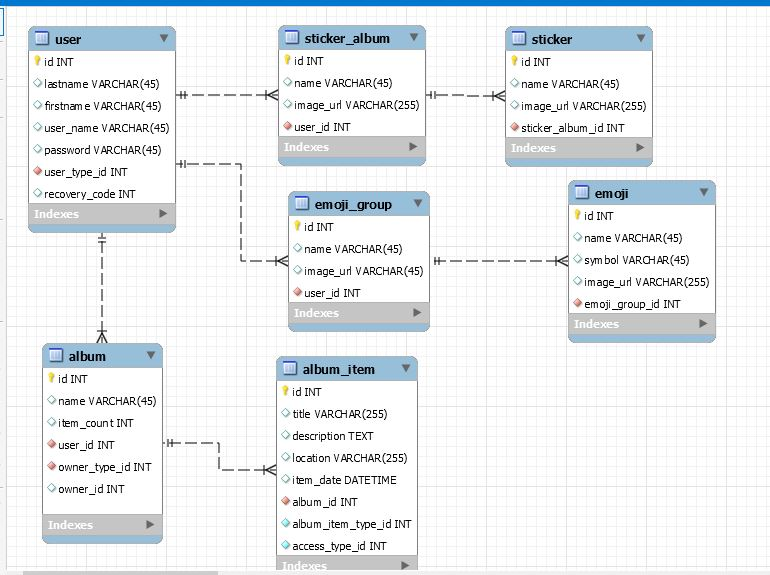 user
id INT
lastname VARCHAR(45)
firstname VARCHAR(45)
user_name VARCHAR(45)
password VARCHAR(45)
user_type_id INT
recovery_code INT
Indexes
sticker_album
id INT
name VARCHAR(45)
image_url VARCHAR(255)
user_id INT
Indexes
sticker
id INT
name VARCHAR(45)
image_url VARCHAR(255)
sticker_album_id INT
Indexes
emoji_group
id INT
name VARCHAR(45)
image_url VARCHAR(45)
user_id INT
Indexes
emoji
id INT
name VARCHAR(45)
symbol VARCHAR(45)
image_url VARCHAR(255)
emoji_group_id INT
Indexes
album
id INT
name VARCHAR(45)
item_count INT
user_id INT
owner_type_id INT
owner_id INT
Indexes
album_item
id INT
title VARCHAR(255)
description TEXT
location VARCHAR(255)
item_date DATETIME
album_id INT
album_item_type_id INT
access_type_id INT
Indexes